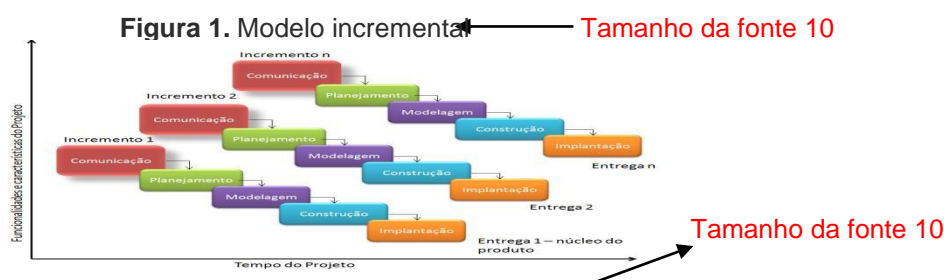 Figura 1. Modelo incremental
Tamanho da fonte 10
Incremento n
Comunicação
Planejamento
Modelagem
Construção
Implantação
Entrega n
Incremento 2
Comunicação
Planejamento
Modelagem
Construção
Implantação
Entrega 2
Incremento 1
Comunicação
Planejamento
Modelagem
Construção
Implantação
Entrega 1 – núcleo do
produto
Funcionalidades e características do Projeto
Tempo do Projeto
Tamanho da fonte 10